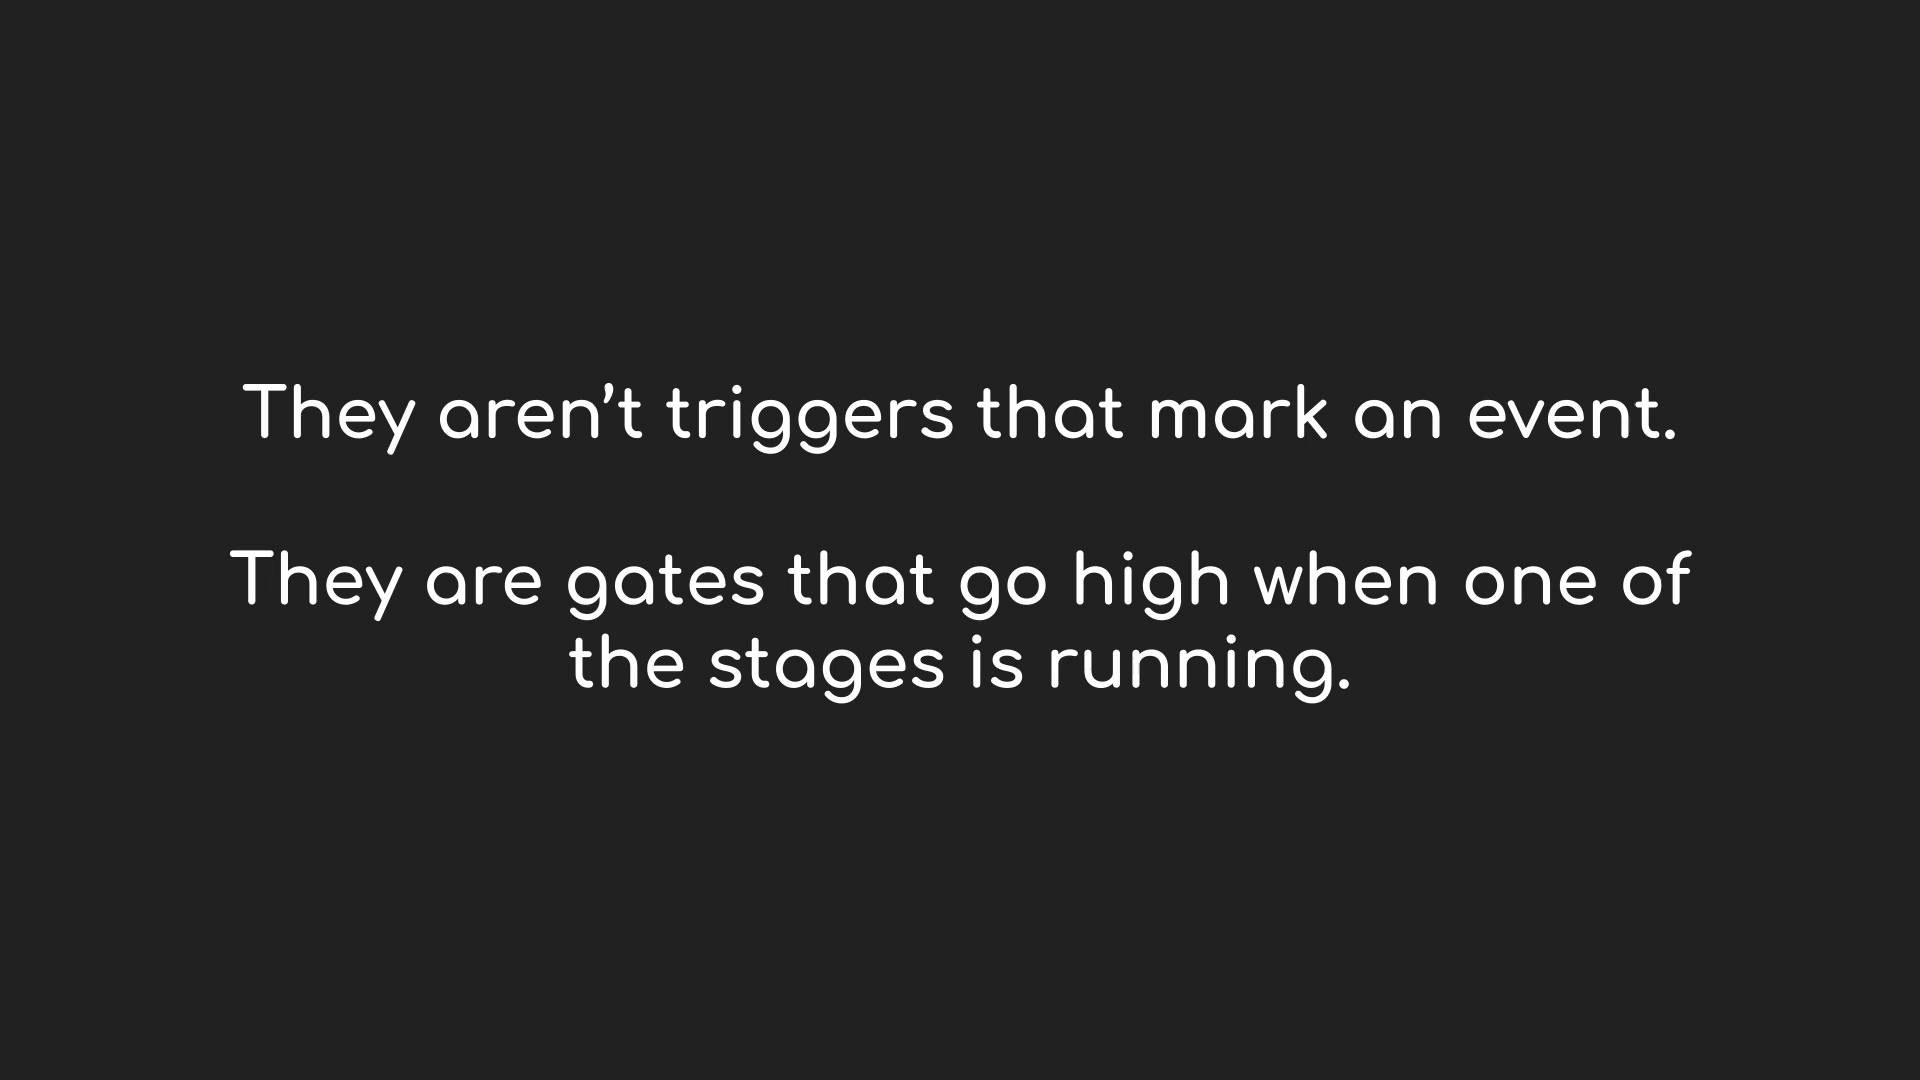 They aren’t triggers that mark an event.
They are gates that go high when one of
the stages is running.